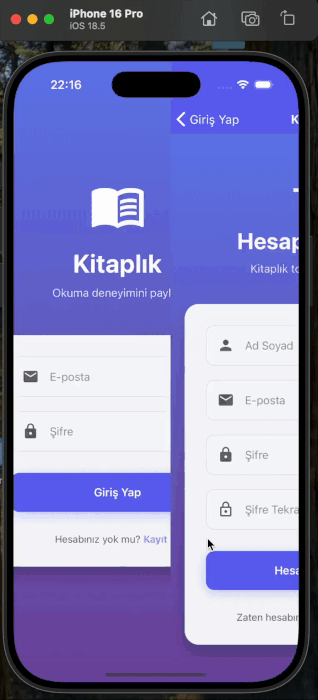 iPhone 16 Pro
iOS 18.5
22:16
Kitaplık
Okuma deneyimini payl
E-posta
Şifre
Giriş Yap
Hesabınız yok mu? Kayıt
Giriş Yap
K
Hesap
Kitaplık to
Ad Soyad
E-posta
Şifre
Şifre Tekra
Hesa
Zaten hesabın